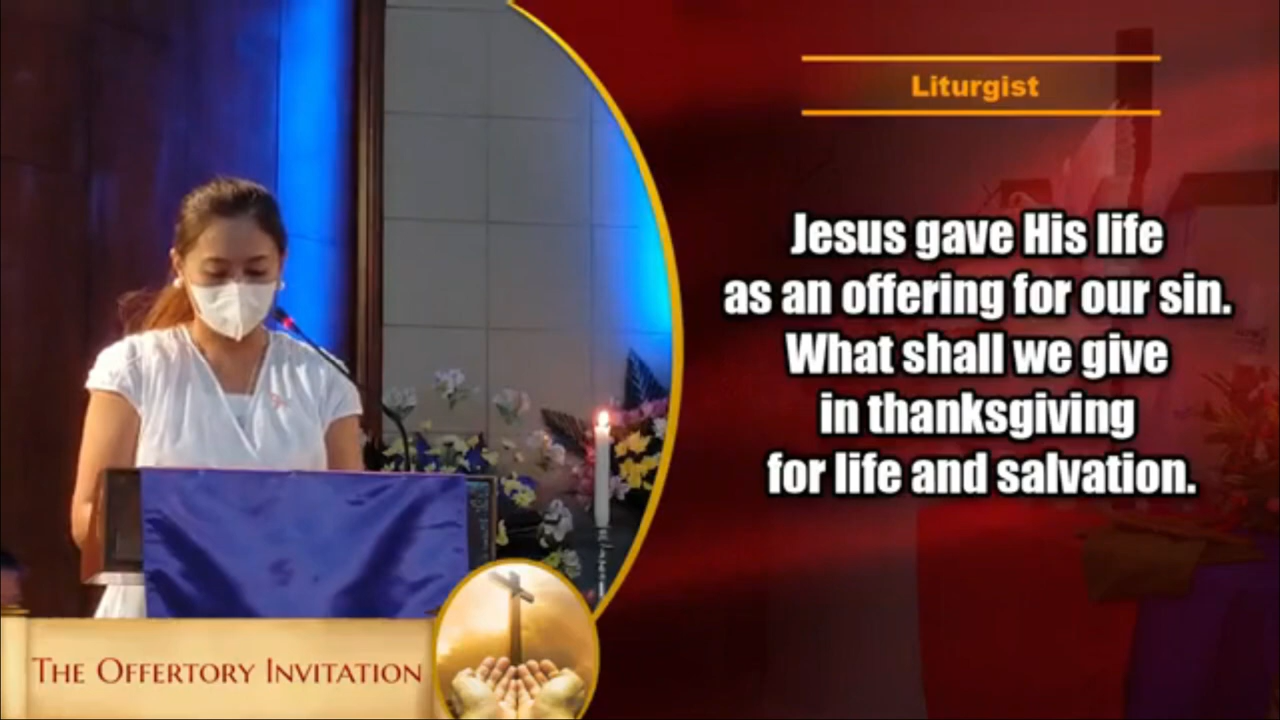 Liturgist
Jesus gave His life
as an offering for our sin.
What shall we give
in thanksgiving
for life and salvation.
The Offertory Invitation